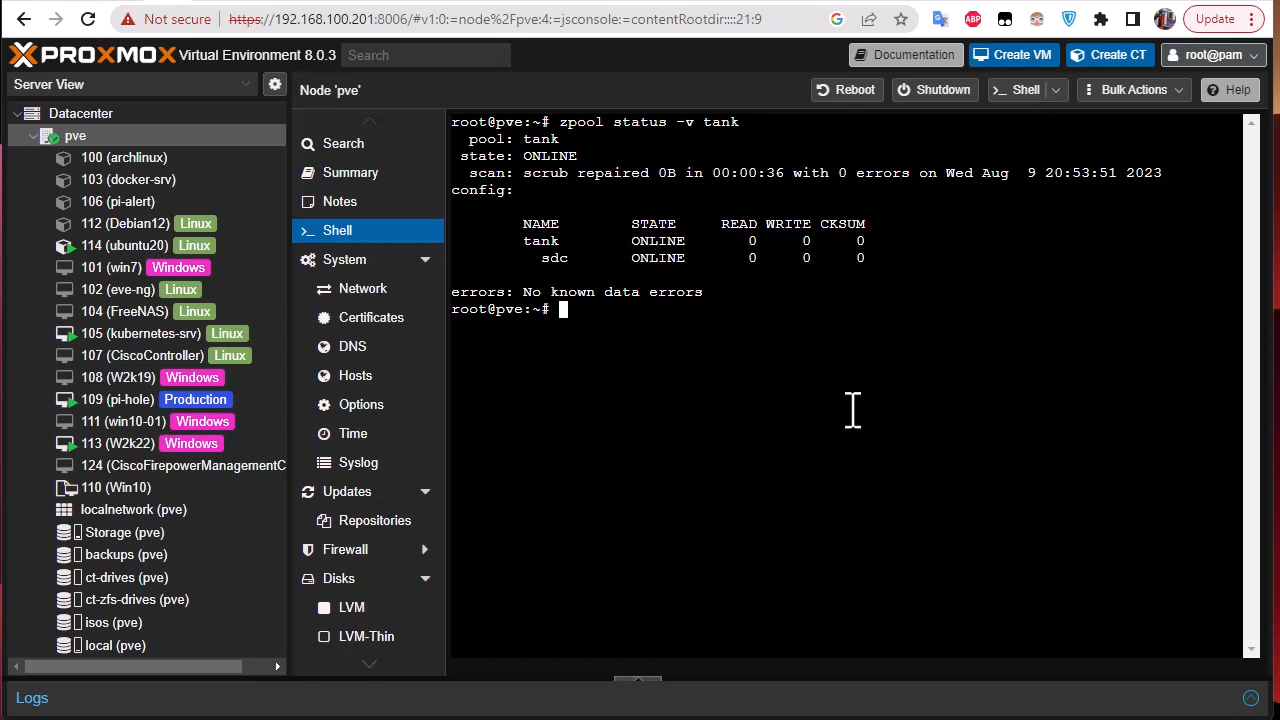 Not secure https://192.168.100.201:8006/#v1:0:=node%2Fpve:4:=jsconsole:=contentRootdir::::21:9
ABP
Update
PROXMOX Virtual Environment 8.0.3 Search
Documentation Create VM Create CT root@pam
Server View
Node 'pve'
Reboot Shutdown Shell Bulk Actions Help
Datacenter
pve
100 (archlinux)
103 (docker-srv)
106 (pi-alert)
112 (Debian12) Linux
114 (ubuntu20) Linux
101 (win7) Windows
102 (eve-ng) Linux
104 (FreeNAS) Linux
105 (kubernetes-srv) Linux
107 (CiscoController) Linux
108 (W2k19) Windows
109 (pi-hole) Production
111 (win10-01) Windows
113 (W2k22) Windows
124 (CiscoFirepowerManagementC
110 (Win10)
localnetwork (pve)
Storage (pve)
backups (pve)
ct-drives (pve)
ct-zfs-drives (pve)
isos (pve)
local (pve)
Search
Summary
Notes
Shell
System
Network
Certificates
DNS
Hosts
Options
Time
Syslog
Updates
Repositories
Firewall
Disks
LVM
LVM-Thin
root@pve:~# zpool status -v tank
pool: tank
state: ONLINE
scan: scrub repaired 0B in 00:00:36 with 0 errors on Wed Aug  9 20:53:51 2023
config:
NAME STATE READ WRITE CKSUM
tank ONLINE 0 0 0
sdc ONLINE 0 0 0
errors: No known data errors
root@pve:~#
Logs